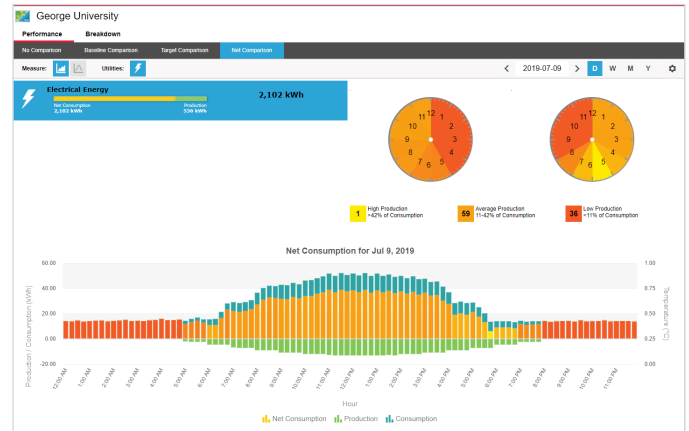 George University
Performance Breakdown
No Comparison Baseline Comparison Target Comparison Net Comparison
Measure: Utilities: 2019-07-09 D W M Y
Electrical Energy
2,102 kWh
Net Consumption Production
2,102 kWh 536 kWh
12 1 2 3 4 5 6 7 8 9 10 11
12 1 2 3 4 5 6 7 8 9 10 11
1 High Production
>42% of Consumption
59 Average Production
11-42% of Consumption
36 Low Production
<11% of Consumption
Net Consumption for Jul 9, 2019
Production / Consumption (kWh)
60.00
40.00
20.00
0.00
-20.00
1.00
0.75
0.50
0.25
0.00
Temperature (°C)
12:00 AM 1:00 AM 2:00 AM 3:00 AM 4:00 AM 5:00 AM 6:00 AM 7:00 AM 8:00 AM 9:00 AM 10:00 AM 11:00 AM 12:00 PM 1:00 PM 2:00 PM 3:00 PM 4:00 PM 5:00 PM 6:00 PM 7:00 PM 8:00 PM 9:00 PM 10:00 PM 11:00 PM
Hour
Net Consumption Production Consumption